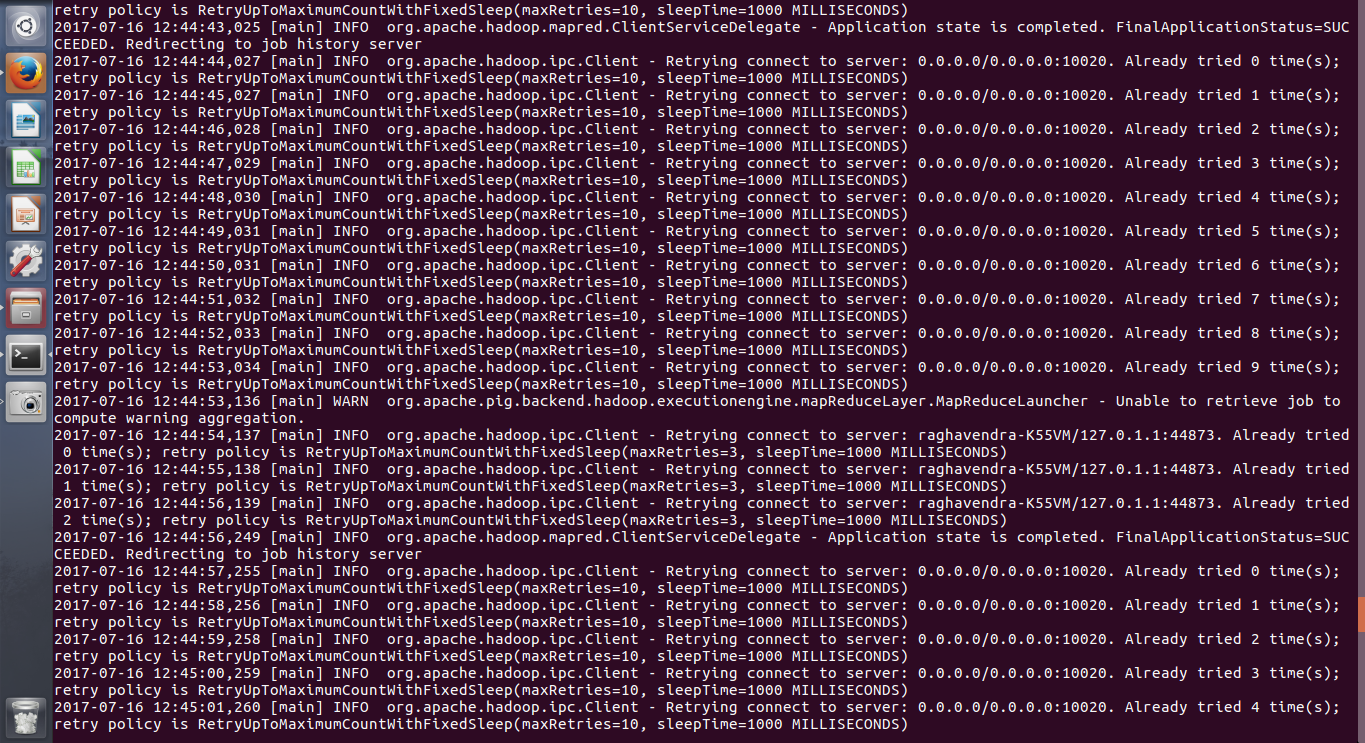 retry policy is RetryUpToMaximumCountWithFixedSleep(maxRetries=10, sleepTime=1000 MILLISECONDS)
2017-07-16 12:44:43,025 [main] INFO  org.apache.hadoop.mapred.ClientServiceDelegate - Application state is completed. FinalApplicationStatus=SUC
CEEDED. Redirecting to job history server
2017-07-16 12:44:44,027 [main] INFO  org.apache.hadoop.ipc.Client - Retrying connect to server: 0.0.0.0/0.0.0.0:10020. Already tried 0 time(s);
retry policy is RetryUpToMaximumCountWithFixedSleep(maxRetries=10, sleepTime=1000 MILLISECONDS)
2017-07-16 12:44:45,027 [main] INFO  org.apache.hadoop.ipc.Client - Retrying connect to server: 0.0.0.0/0.0.0.0:10020. Already tried 1 time(s);
retry policy is RetryUpToMaximumCountWithFixedSleep(maxRetries=10, sleepTime=1000 MILLISECONDS)
2017-07-16 12:44:46,028 [main] INFO  org.apache.hadoop.ipc.Client - Retrying connect to server: 0.0.0.0/0.0.0.0:10020. Already tried 2 time(s);
retry policy is RetryUpToMaximumCountWithFixedSleep(maxRetries=10, sleepTime=1000 MILLISECONDS)
2017-07-16 12:44:47,029 [main] INFO  org.apache.hadoop.ipc.Client - Retrying connect to server: 0.0.0.0/0.0.0.0:10020. Already tried 3 time(s);
retry policy is RetryUpToMaximumCountWithFixedSleep(maxRetries=10, sleepTime=1000 MILLISECONDS)
2017-07-16 12:44:48,030 [main] INFO  org.apache.hadoop.ipc.Client - Retrying connect to server: 0.0.0.0/0.0.0.0:10020. Already tried 4 time(s);
retry policy is RetryUpToMaximumCountWithFixedSleep(maxRetries=10, sleepTime=1000 MILLISECONDS)
2017-07-16 12:44:49,031 [main] INFO  org.apache.hadoop.ipc.Client - Retrying connect to server: 0.0.0.0/0.0.0.0:10020. Already tried 5 time(s);
retry policy is RetryUpToMaximumCountWithFixedSleep(maxRetries=10, sleepTime=1000 MILLISECONDS)
2017-07-16 12:44:50,031 [main] INFO  org.apache.hadoop.ipc.Client - Retrying connect to server: 0.0.0.0/0.0.0.0:10020. Already tried 6 time(s);
retry policy is RetryUpToMaximumCountWithFixedSleep(maxRetries=10, sleepTime=1000 MILLISECONDS)
2017-07-16 12:44:51,032 [main] INFO  org.apache.hadoop.ipc.Client - Retrying connect to server: 0.0.0.0/0.0.0.0:10020. Already tried 7 time(s);
retry policy is RetryUpToMaximumCountWithFixedSleep(maxRetries=10, sleepTime=1000 MILLISECONDS)
2017-07-16 12:44:52,033 [main] INFO  org.apache.hadoop.ipc.Client - Retrying connect to server: 0.0.0.0/0.0.0.0:10020. Already tried 8 time(s);
retry policy is RetryUpToMaximumCountWithFixedSleep(maxRetries=10, sleepTime=1000 MILLISECONDS)
2017-07-16 12:44:53,034 [main] INFO  org.apache.hadoop.ipc.Client - Retrying connect to server: 0.0.0.0/0.0.0.0:10020. Already tried 9 time(s);
retry policy is RetryUpToMaximumCountWithFixedSleep(maxRetries=10, sleepTime=1000 MILLISECONDS)
2017-07-16 12:44:53,136 [main] WARN  org.apache.pig.backend.hadoop.executionengine.mapReduceLayer.MapReduceLauncher - Unable to retrieve job to
compute warning aggregation.
2017-07-16 12:44:54,137 [main] INFO  org.apache.hadoop.ipc.Client - Retrying connect to server: raghavendra-K55VM/127.0.1.1:44873. Already tried
0 time(s); retry policy is RetryUpToMaximumCountWithFixedSleep(maxRetries=3, sleepTime=1000 MILLISECONDS)
2017-07-16 12:44:55,138 [main] INFO  org.apache.hadoop.ipc.Client - Retrying connect to server: raghavendra-K55VM/127.0.1.1:44873. Already tried
1 time(s); retry policy is RetryUpToMaximumCountWithFixedSleep(maxRetries=3, sleepTime=1000 MILLISECONDS)
2017-07-16 12:44:56,139 [main] INFO  org.apache.hadoop.ipc.Client - Retrying connect to server: raghavendra-K55VM/127.0.1.1:44873. Already tried
2 time(s); retry policy is RetryUpToMaximumCountWithFixedSleep(maxRetries=3, sleepTime=1000 MILLISECONDS)
2017-07-16 12:44:56,249 [main] INFO  org.apache.hadoop.mapred.ClientServiceDelegate - Application state is completed. FinalApplicationStatus=SUC
CEEDED. Redirecting to job history server
2017-07-16 12:44:57,255 [main] INFO  org.apache.hadoop.ipc.Client - Retrying connect to server: 0.0.0.0/0.0.0.0:10020. Already tried 0 time(s);
retry policy is RetryUpToMaximumCountWithFixedSleep(maxRetries=10, sleepTime=1000 MILLISECONDS)
2017-07-16 12:44:58,256 [main] INFO  org.apache.hadoop.ipc.Client - Retrying connect to server: 0.0.0.0/0.0.0.0:10020. Already tried 1 time(s);
retry policy is RetryUpToMaximumCountWithFixedSleep(maxRetries=10, sleepTime=1000 MILLISECONDS)
2017-07-16 12:44:59,258 [main] INFO  org.apache.hadoop.ipc.Client - Retrying connect to server: 0.0.0.0/0.0.0.0:10020. Already tried 2 time(s);
retry policy is RetryUpToMaximumCountWithFixedSleep(maxRetries=10, sleepTime=1000 MILLISECONDS)
2017-07-16 12:45:00,259 [main] INFO  org.apache.hadoop.ipc.Client - Retrying connect to server: 0.0.0.0/0.0.0.0:10020. Already tried 3 time(s);
retry policy is RetryUpToMaximumCountWithFixedSleep(maxRetries=10, sleepTime=1000 MILLISECONDS)
2017-07-16 12:45:01,260 [main] INFO  org.apache.hadoop.ipc.Client - Retrying connect to server: 0.0.0.0/0.0.0.0:10020. Already tried 4 time(s);
retry policy is RetryUpToMaximumCountWithFixedSleep(maxRetries=10, sleepTime=1000 MILLISECONDS)